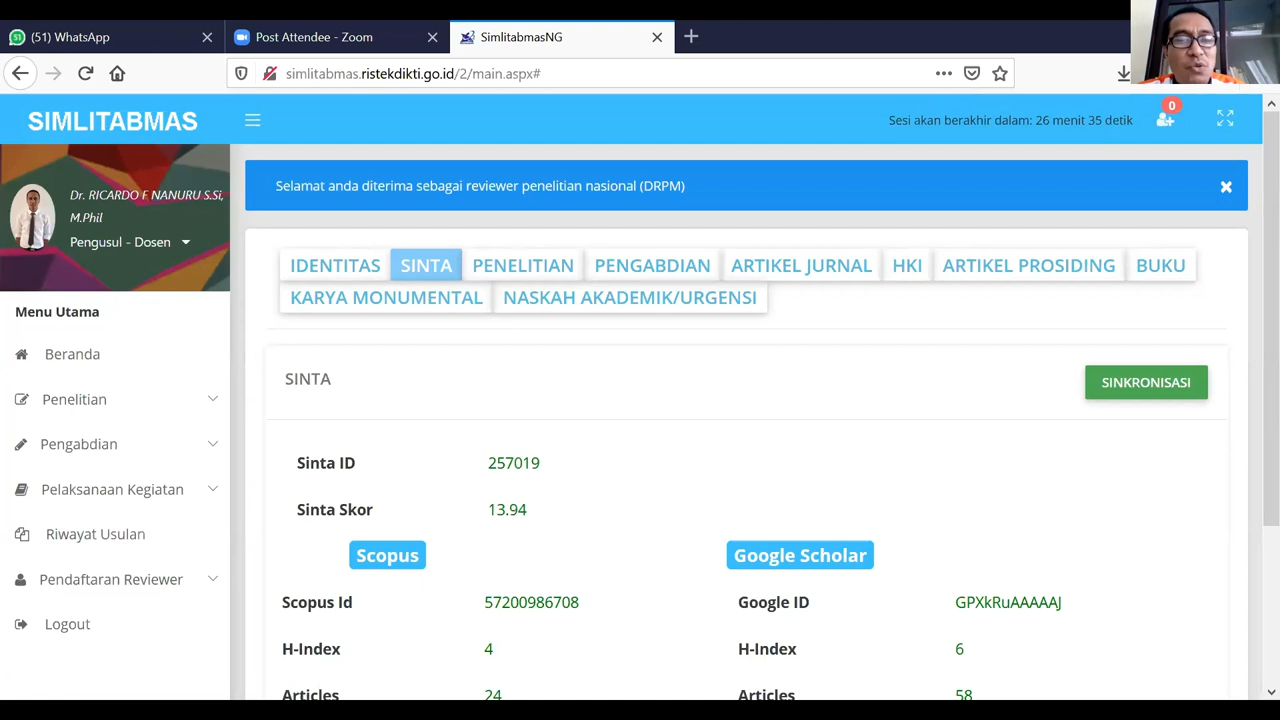 (51) WhatsApp
Post Attendee - Zoom
SimlitabmasNG
simlitabmas.ristekdikti.go.id/2/main.aspx#
SIMLITABMAS
Sesi akan berakhir dalam: 26 menit 35 detik
0
Dr. RICARDO F NANURU S.Si,
M.Phil
Pengusul - Dosen
Selamat anda diterima sebagai reviewer penelitian nasional (DRPM)
IDENTITAS SINTA PENELITIAN PENGABDIAN ARTIKEL JURNAL HKI ARTIKEL PROSIDING BUKU
KARYA MONUMENTAL NASKAH AKADEMIK/URGENSI
Menu Utama
Beranda
Penelitian
Pengabdian
Pelaksanaan Kegiatan
Riwayat Usulan
Pendaftaran Reviewer
Logout
SINTA
SINKRONISASI
Sinta ID 257019
Sinta Skor 13.94
Scopus Google Scholar
Scopus Id 57200986708 Google ID GPXkRuAAAAAJ
H-Index 4 H-Index 6
Articles 24 Articles 58